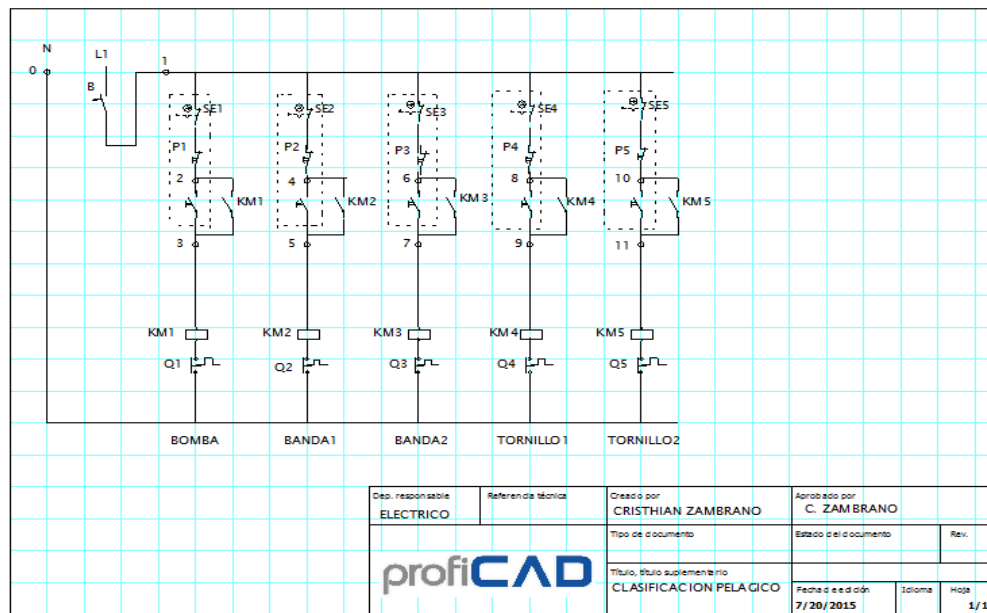 N
L1
1
0
B
SE1 SE2 SE3 SE4 SE5
P1 P2 P3 P4 P5
2 4 6 8 10
KM1 KM2 KM3 KM4 KM5
3 5 7 9 11
KM1 KM2 KM3 KM4 KM5
Q1 Q2 Q3 Q4 Q5
BOMBA BANDA1 BANDA2 TORNILLO1 TORNILLO2
Dep. responsable Referencia técnica Creado por Aprobado por
ELECTRICO CRISTHIAN ZAMBRANO C. ZAMBRANO
Tipo de documento Estado del documento Rev.
profiCAD
Título, título suplementario
CLASIFICACION PELAGICO
Fecha de edición Idioma Hoja
7/20/2015 1/1